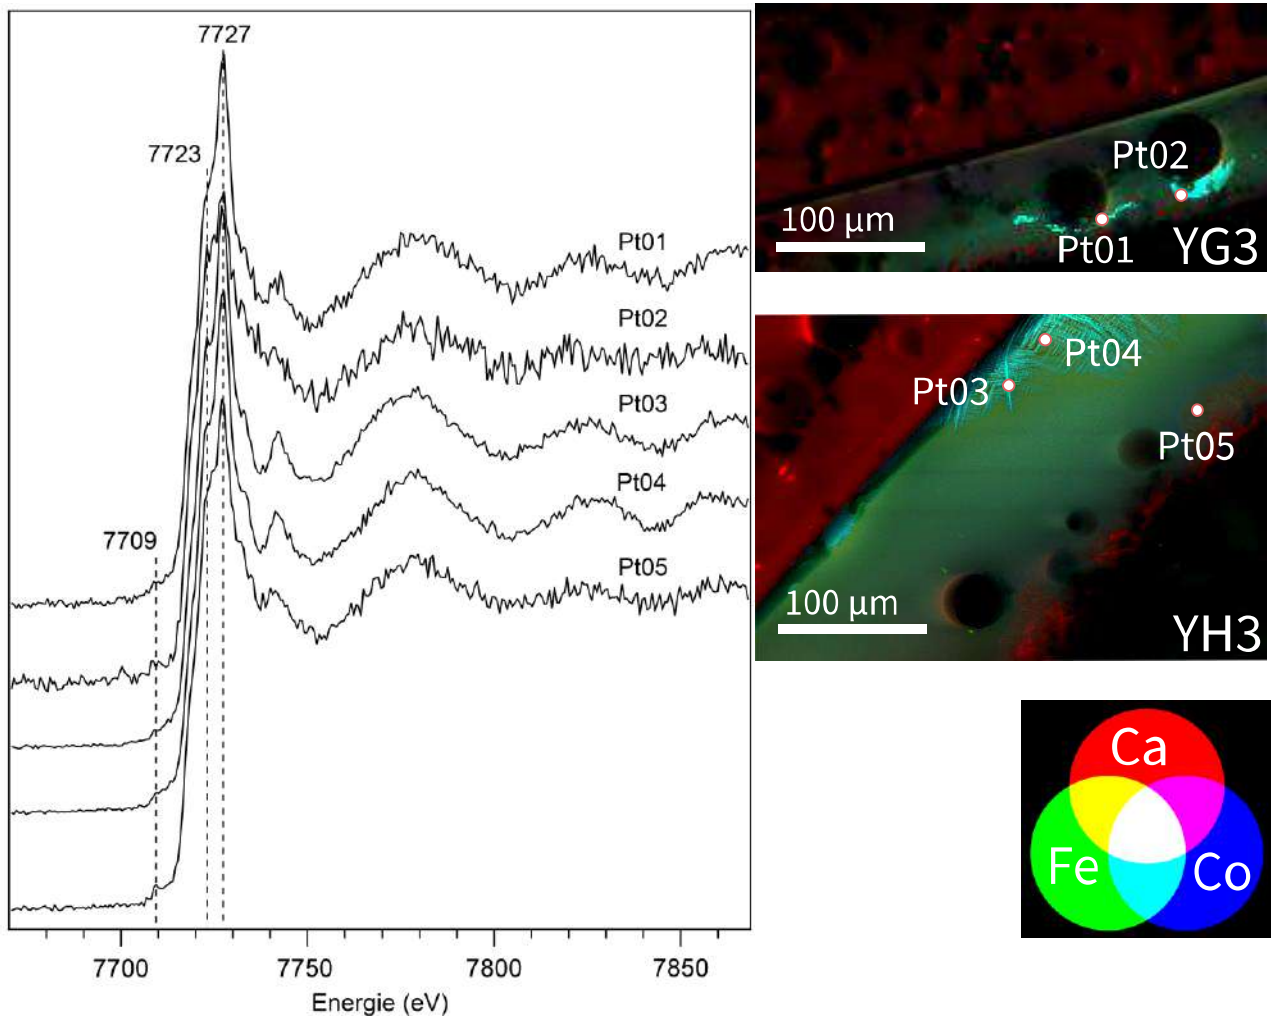 7727
7723
7709
Pt01
Pt02
Pt03
Pt04
Pt05
7700 7750 7800 7850
Energie (eV)
Pt02
100 µm
Pt01
YG3
Pt04
Pt03
Pt05
100 µm
YH3
Ca
Fe
Co